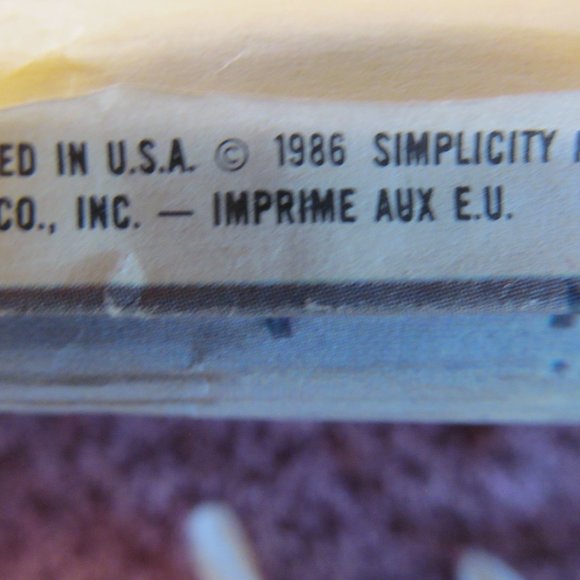 ED IN U.S.A. © 1986 SIMPLICITY
CO., INC. — IMPRIME AUX E.U.